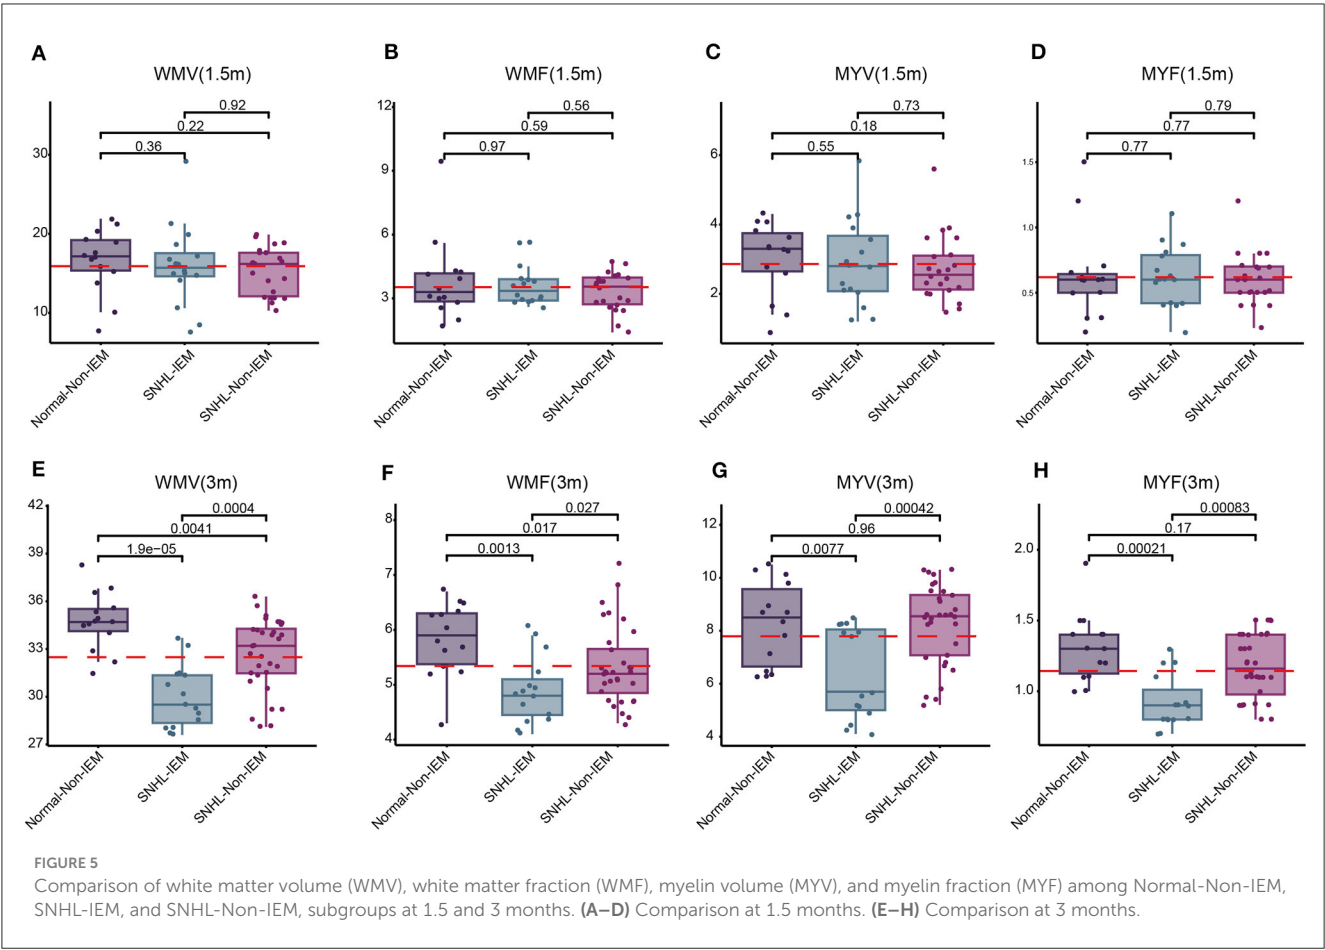 A
WMV(1.5m)
0.92
0.22
0.36
30
20
10
Normal-Non-IEM
SNHL-IEM
SNHL-Non-IEM
B
WMF(1.5m)
12
0.56
0.59
0.97
9
6
3
Normal-Non-IEM
SNHL-IEM
SNHL-Non-IEM
C
MYV(1.5m)
0.73
0.18
0.55
6
4
2
Normal-Non-IEM
SNHL-IEM
SNHL-Non-IEM
D
MYF(1.5m)
0.79
0.77
0.77
1.5
1.0
0.5
Normal-Non-IEM
SNHL-IEM
SNHL-Non-IEM
E
WMV(3m)
42
0.0004
0.0041
1.9e−05
39
36
33
30
27
Normal-Non-IEM
SNHL-IEM
SNHL-Non-IEM
F
WMF(3m)
8
0.027
0.017
0.0013
7
6
5
4
Normal-Non-IEM
SNHL-IEM
SNHL-Non-IEM
G
MYV(3m)
12
0.00042
0.96
0.0077
10
8
6
4
Normal-Non-IEM
SNHL-IEM
SNHL-Non-IEM
H
MYF(3m)
0.00083
0.17
0.00021
2.0
1.5
1.0
Normal-Non-IEM
SNHL-IEM
SNHL-Non-IEM
FIGURE 5
Comparison of white matter volume (WMV), white matter fraction (WMF), myelin volume (MYV), and myelin fraction (MYF) among Normal-Non-IEM,
SNHL-IEM, and SNHL-Non-IEM, subgroups at 1.5 and 3 months. (A–D) Comparison at 1.5 months. (E–H) Comparison at 3 months.